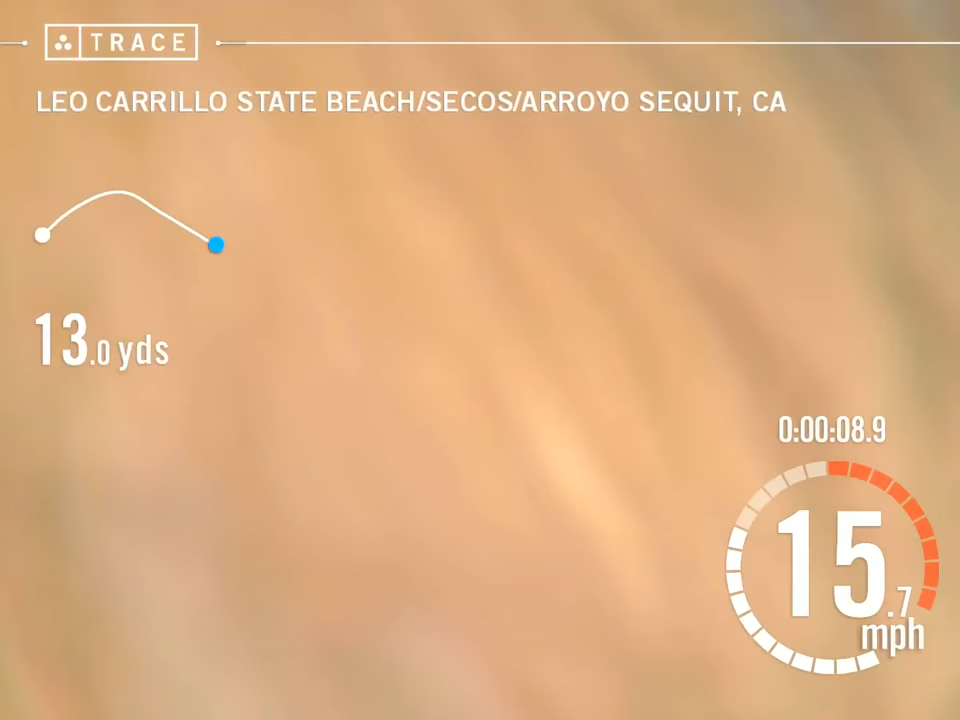 TRACE
LEO CARRILLO STATE BEACH/SECOS/ARROYO SEQUIT, CA
13.0 yds
0:00:08.9
15.7
mph